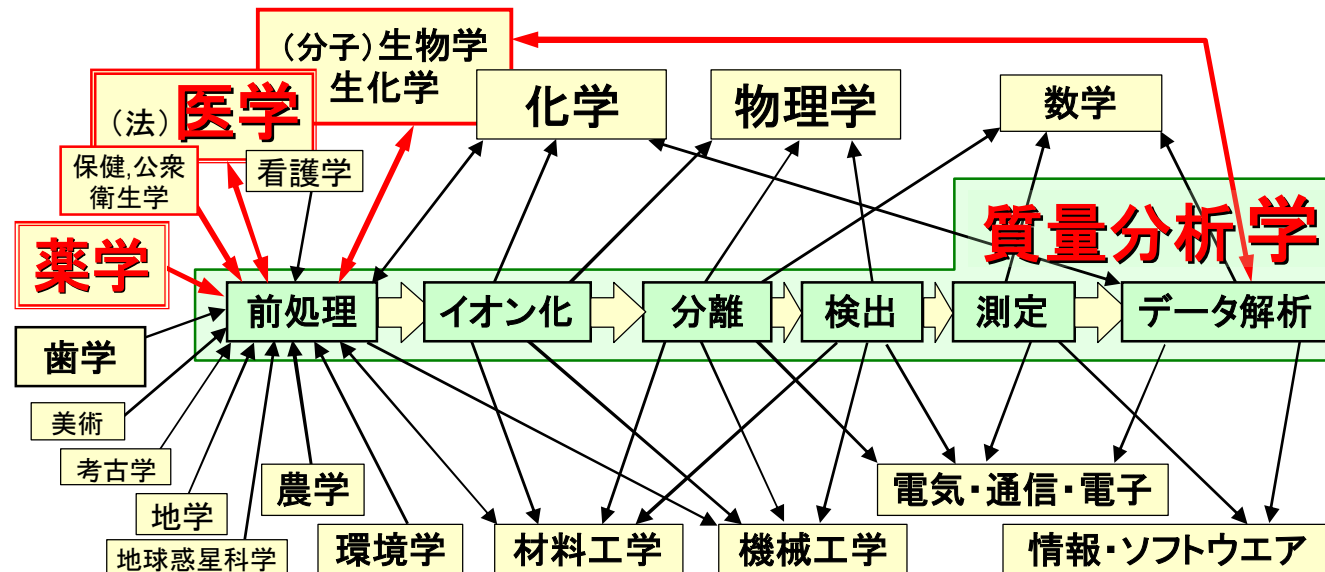 （分子）生物学
生化学
（法）医学
化学
物理学
数学
保健,公衆
衛生学
看護学
質量分析学
薬学
前処理
イオン化
分離
検出
測定
データ解析
歯学
美術
考古学
地学
地球惑星科学
農学
環境学
材料工学
機械工学
電気・通信・電子
情報・ソフトウエア